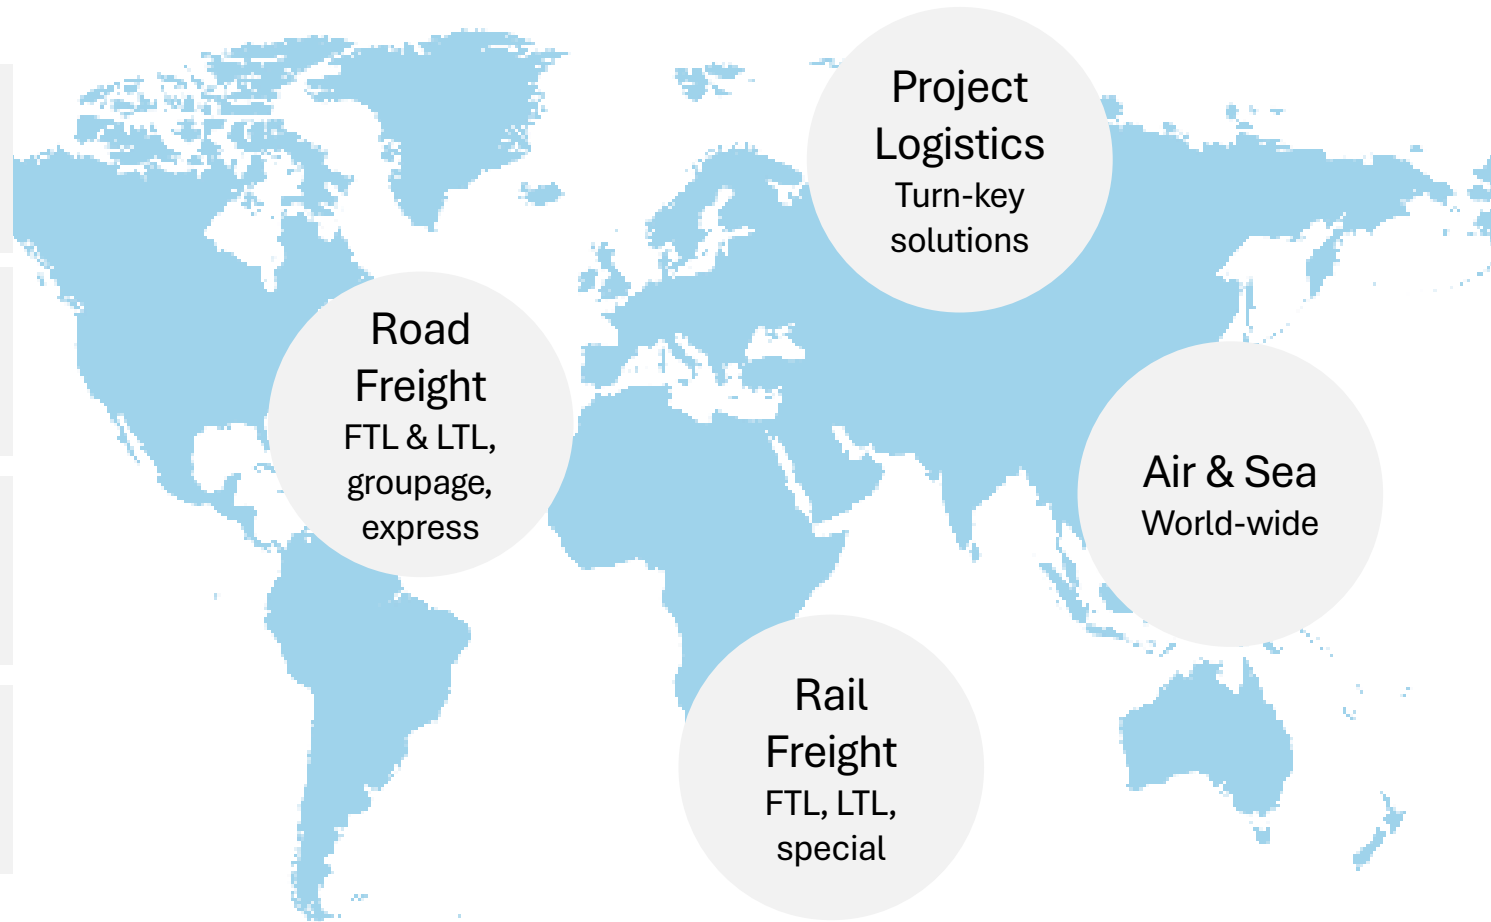 Project
Logistics
Turn-key
solutions
Road
Freight
FTL & LTL,
groupage,
express
Air & Sea
World-wide
Rail
Freight
FTL, LTL,
special